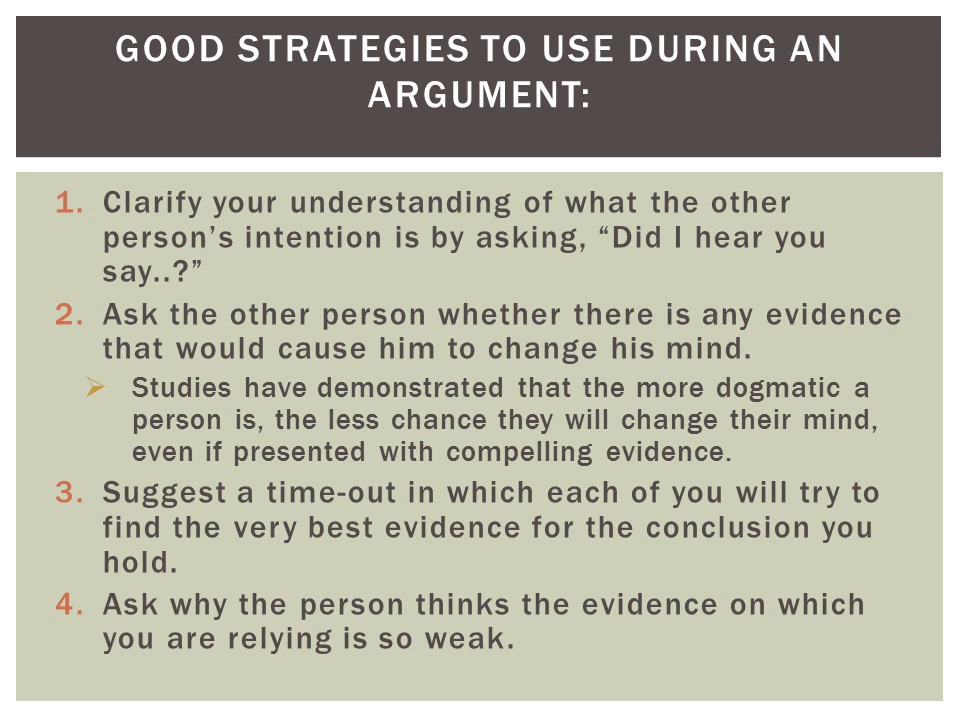 GOOD STRATEGIES TO USE DURING AN
ARGUMENT:
1. Clarify your understanding of what the other
person’s intention is by asking, “Did I hear you
say..?”
2. Ask the other person whether there is any evidence
that would cause him to change his mind.
➢ Studies have demonstrated that the more dogmatic a
person is, the less chance they will change their mind,
even if presented with compelling evidence.
3. Suggest a time-out in which each of you will try to
find the very best evidence for the conclusion you
hold.
4. Ask why the person thinks the evidence on which
you are relying is so weak.